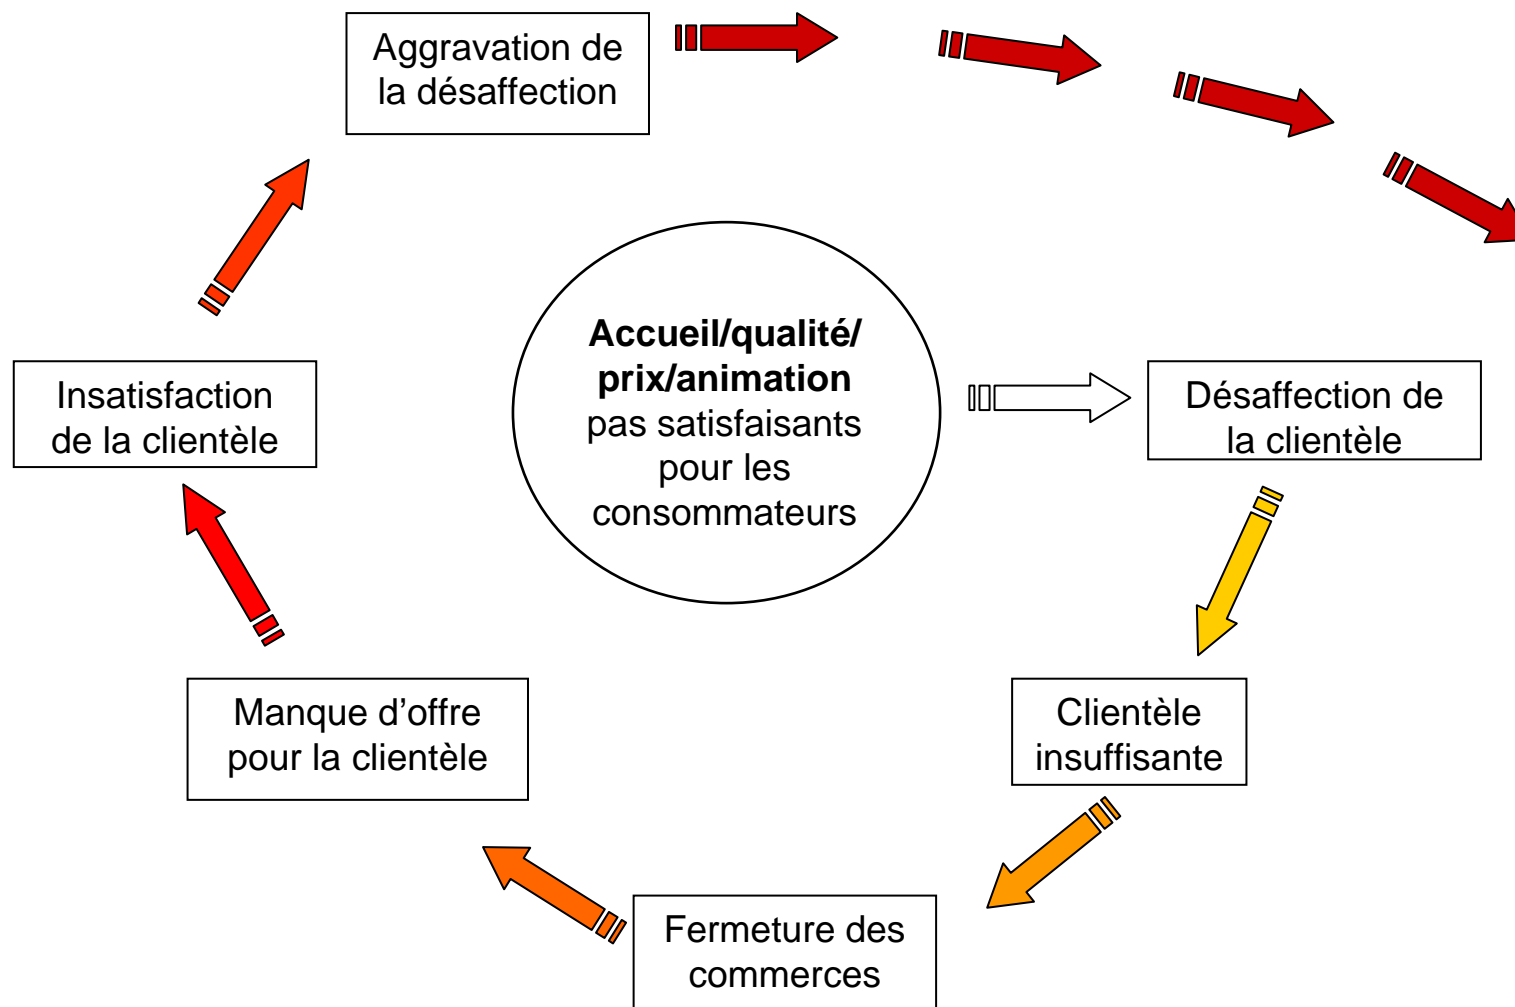 Aggravation de
la désaffection
Accueil/qualité/
prix/animation
pas satisfaisants
pour les
consommateurs
Insatisfaction
de la clientèle
Désaffection de
la clientèle
Manque d’offre
pour la clientèle
Clientèle
insuffisante
Fermeture des
commerces